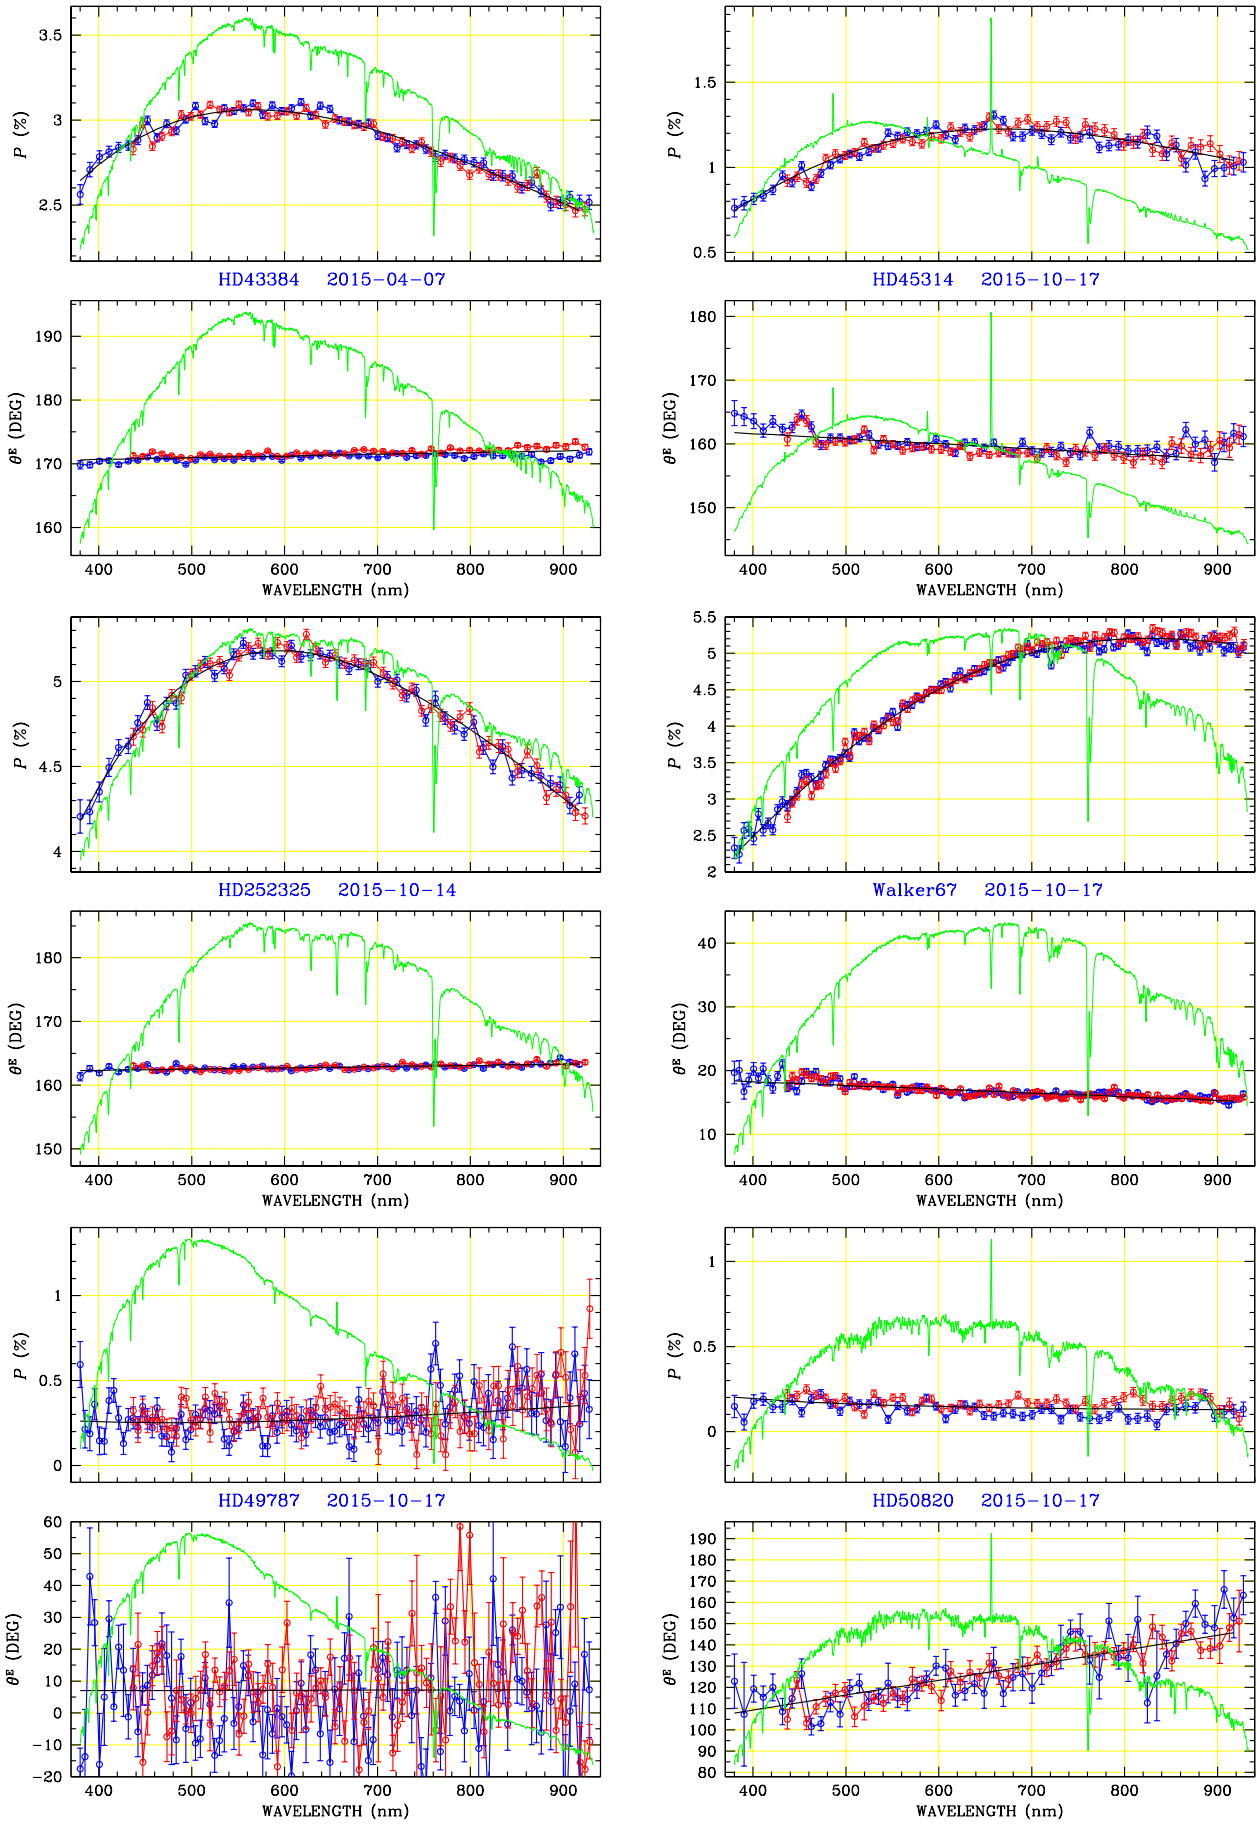 3.5
3
2.5
P (%)
HD43384 2015-04-07
190
180
170
160
θᴱ (DEG)
400 500 600 700 800 900
WAVELENGTH (nm)
1.5
1
0.5
P (%)
HD45314 2015-10-17
180
170
160
150
θᴱ (DEG)
400 500 600 700 800 900
WAVELENGTH (nm)
5
4.5
4
P (%)
HD252325 2015-10-14
180
170
160
150
θᴱ (DEG)
400 500 600 700 800 900
WAVELENGTH (nm)
5.5
5
4.5
4
3.5
3
2.5
2
P (%)
Walker67 2015-10-17
40
30
20
10
θᴱ (DEG)
400 500 600 700 800 900
WAVELENGTH (nm)
1
0.5
0
P (%)
HD49787 2015-10-17
60
50
40
30
20
10
0
−10
−20
θᴱ (DEG)
400 500 600 700 800 900
WAVELENGTH (nm)
1
0.5
0
P (%)
HD50820 2015-10-17
190
180
170
160
150
140
130
120
110
100
90
80
θᴱ (DEG)
400 500 600 700 800 900
WAVELENGTH (nm)